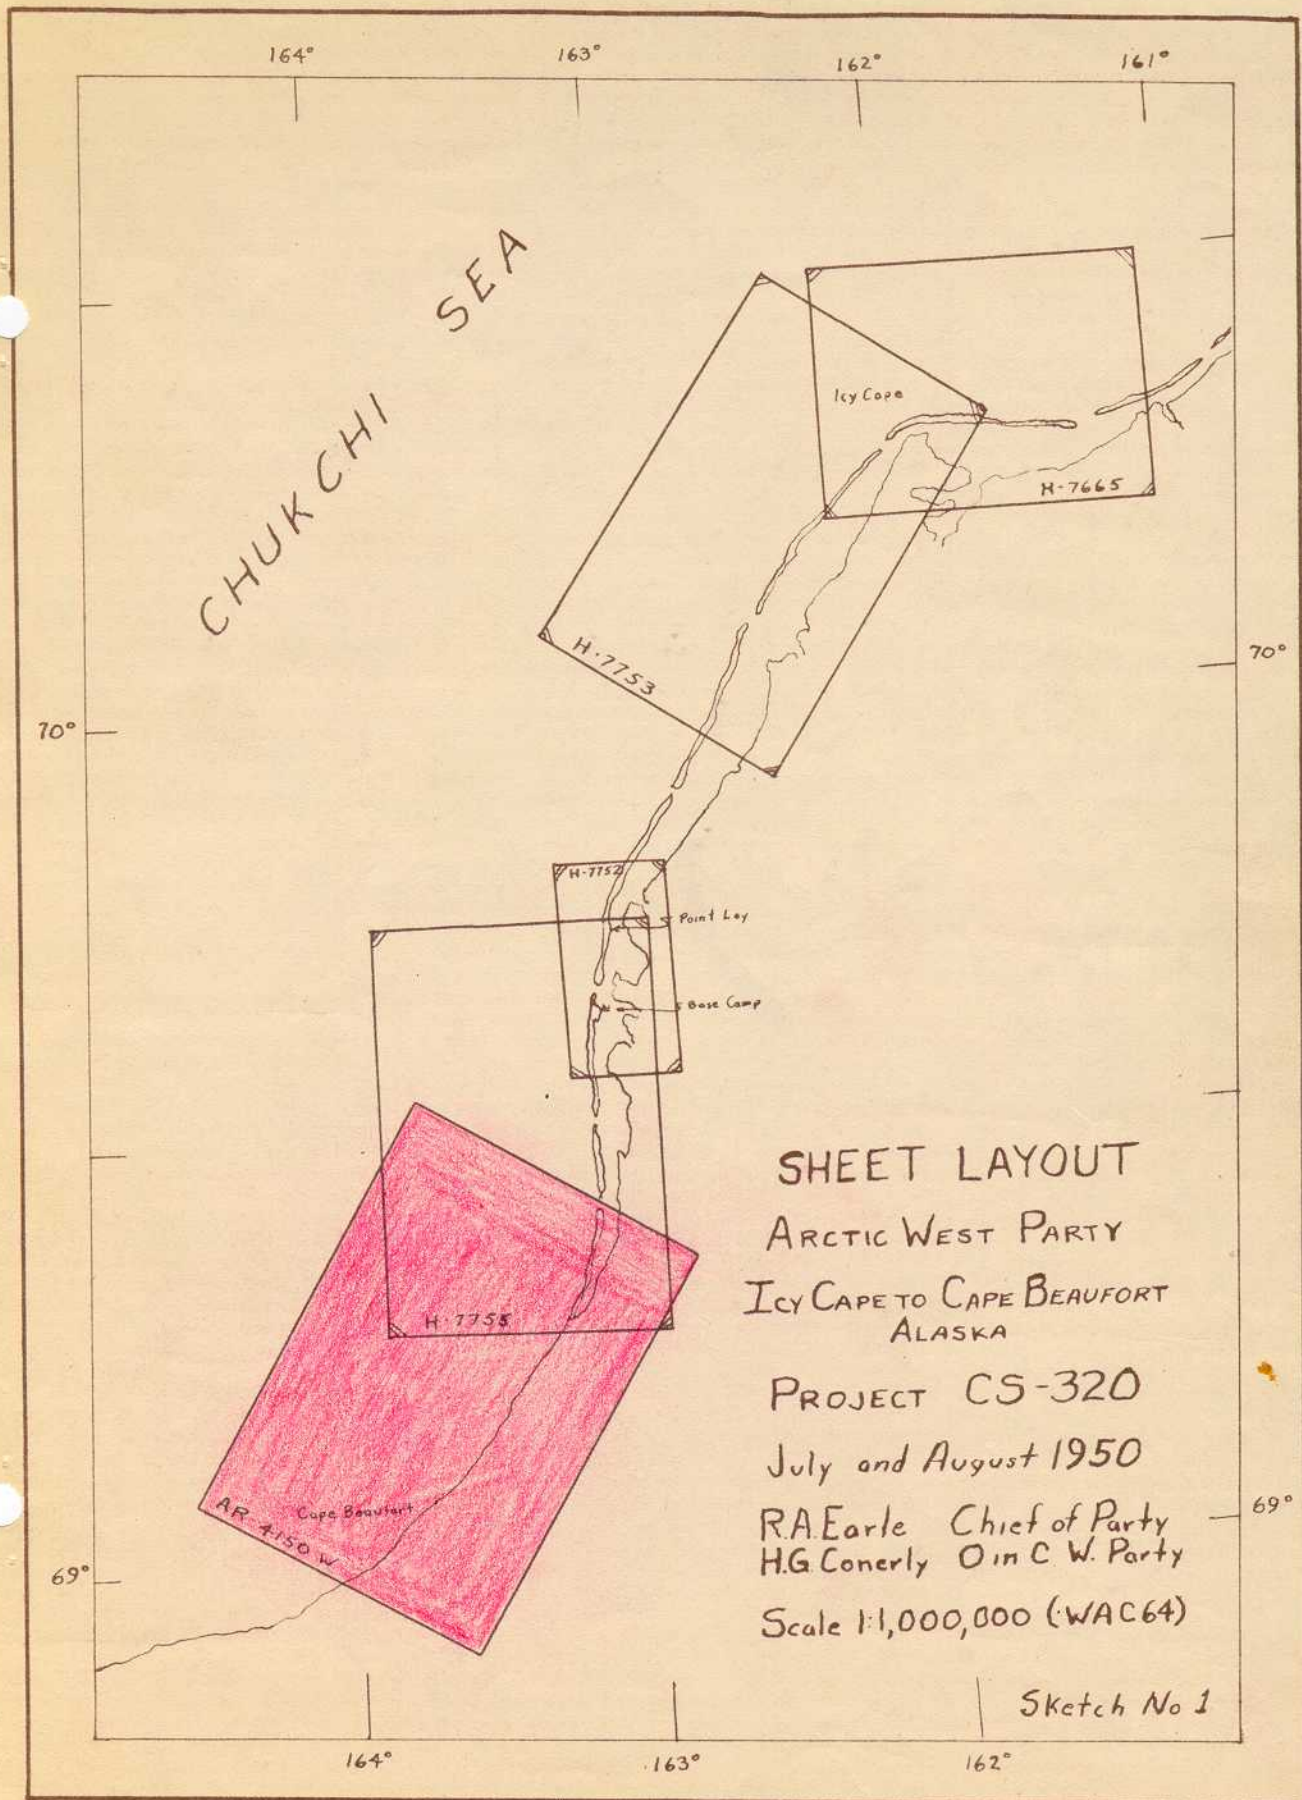 164° 163° 162° 161°
CHUKCHI SEA
Icy Cape
H-7665
H-7753
70°
70°
H-7752
Point Lay
Base Camp
H-7755
Cape Beaufort
AR 4150 W
69°
69°
SHEET LAYOUT
ARCTIC WEST PARTY
ICY CAPE TO CAPE BEAUFORT
ALASKA
PROJECT CS-320
July and August 1950
R.A. Earle Chief of Party
H.G. Conerly O in C W. Party
Scale 1:1,000,000 (WAC64)
Sketch No 1
164° 163° 162°